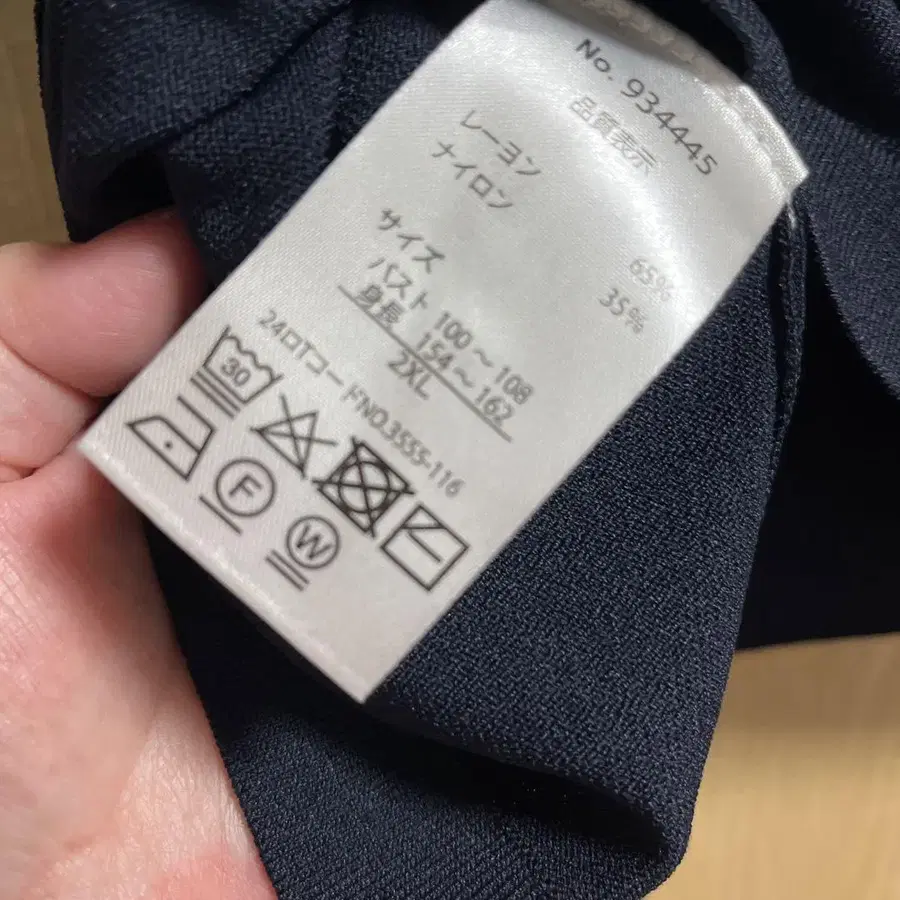 No. 934445
品質表示
レーヨン 65%
ナイロン 35%
サイズ
バスト 100～108
身長 154～162
2XL
24ロTコードNO.3555-116
30
F
W